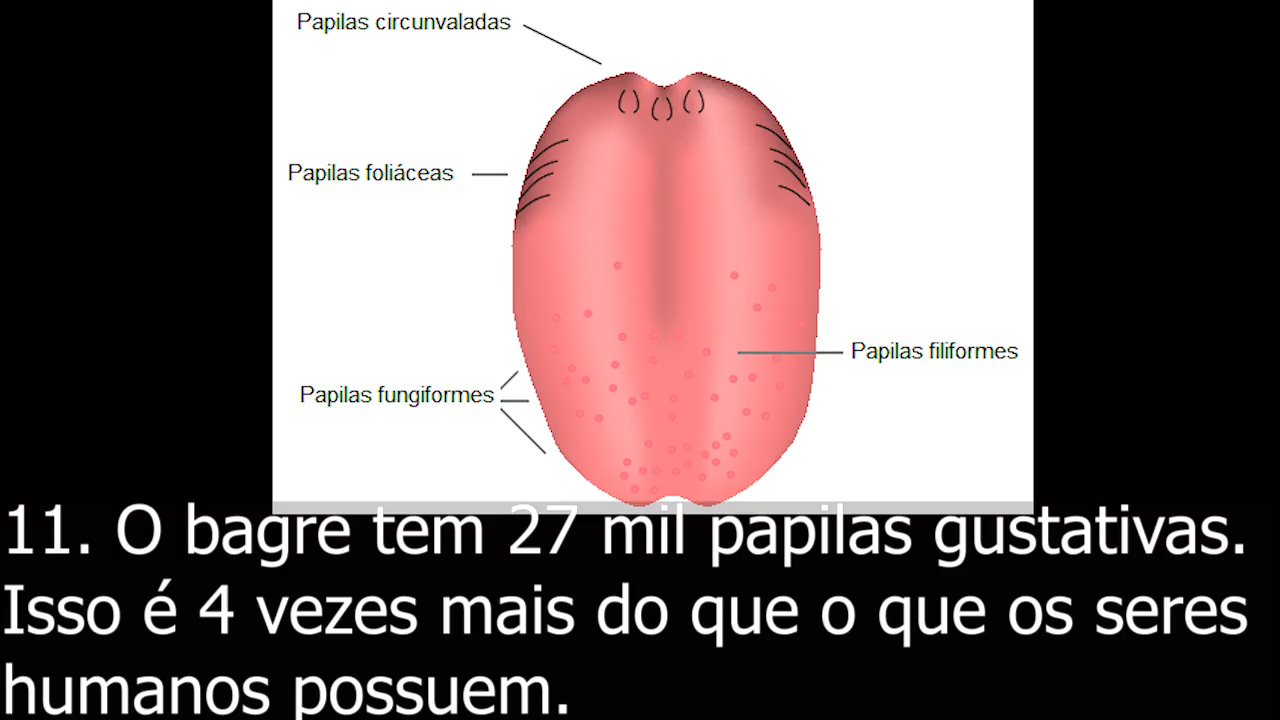 Papilas circunvaladas
Papilas foliáceas
Papilas filiformes
Papilas fungiformes
11. O bagre tem 27 mil papilas gustativas.
Isso é 4 vezes mais do que o que os seres
humanos possuem.